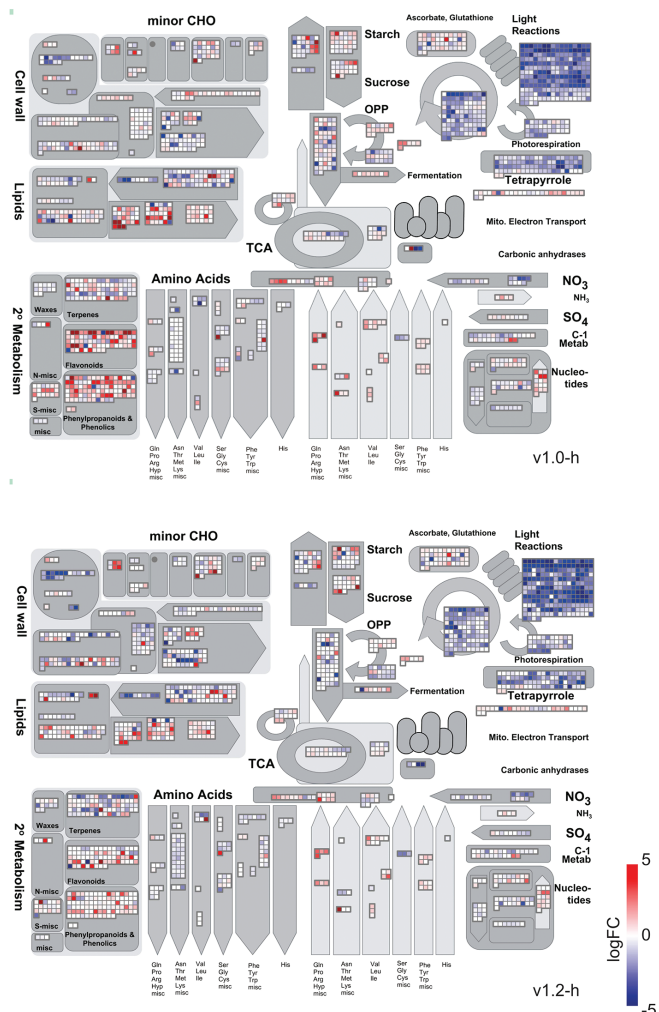 minor CHO
Cell wall
Lipids
2º Metabolism
Waxes
Terpenes
N-misc
Flavonoids
S-misc
misc
Phenylpropanoids &
Phenolics
Amino Acids
Starch
Sucrose
OPP
Fermentation
TCA
Ascorbate, Glutathione
Light
Reactions
Photorespiration
Tetrapyrrole
Mito. Electron Transport
Carbonic anhydrases
NO3
NH3
SO4
C-1
Metab
Nucleo-
tides
Gln
Pro
Arg
Hyp
misc
Asn
Thr
Met
Lys
misc
Val
Leu
Ile
Ser
Gly
Cys
misc
Phe
Tyr
Trp
misc
His
Gln
Pro
Arg
Hyp
misc
Asn
Thr
Met
Lys
misc
Val
Leu
Ile
Ser
Gly
Cys
misc
Phe
Tyr
Trp
misc
His
v1.0-h
minor CHO
Cell wall
Lipids
2º Metabolism
Waxes
Terpenes
N-misc
Flavonoids
S-misc
misc
Phenylpropanoids &
Phenolics
Amino Acids
Starch
Sucrose
OPP
Fermentation
TCA
Ascorbate, Glutathione
Light
Reactions
Photorespiration
Tetrapyrrole
Mito. Electron Transport
Carbonic anhydrases
NO3
NH3
SO4
C-1
Metab
Nucleo-
tides
Gln
Pro
Arg
Hyp
misc
Asn
Thr
Met
Lys
misc
Val
Leu
Ile
Ser
Gly
Cys
misc
Phe
Tyr
Trp
misc
His
Gln
Pro
Arg
Hyp
misc
Asn
Thr
Met
Lys
misc
Val
Leu
Ile
Ser
Gly
Cys
misc
Phe
Tyr
Trp
misc
His
v1.2-h
logFC
5
0
-5